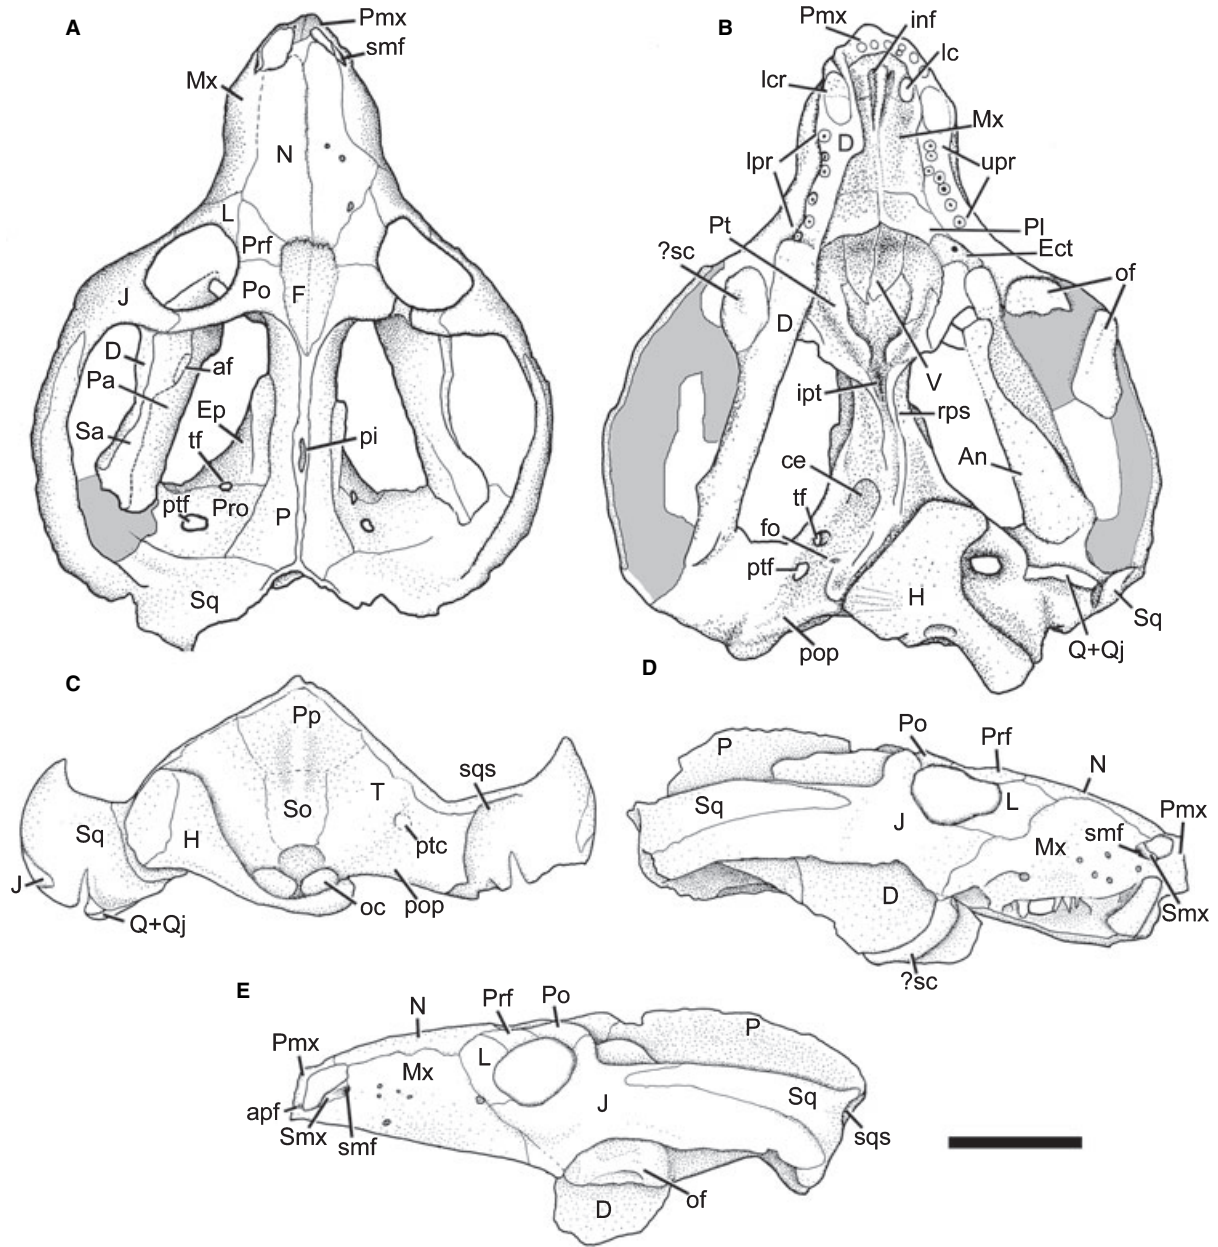 A
Pmx
smf
Mx
N
L
Prf
J
Po
F
D
af
Pa
Ep
Sa
tf
pi
ptf
Pro
P
Sq
B
Pmx
inf
lc
lcr
Mx
D
lpr
upr
Pt
Pl
?sc
Ect
of
D
V
ipt
rps
ce
An
tf
fo
ptf
H
Sq
pop
Q+Qj
C
Pp
sqs
T
So
Sq
H
ptc
J
oc
pop
Q+Qj
D
Po
Prf
P
N
Sq
L
Pmx
J
smf
Mx
D
Smx
?sc
E
N
Prf
Po
P
Pmx
L
Mx
Sq
J
apf
Smx
smf
sqs
of
D